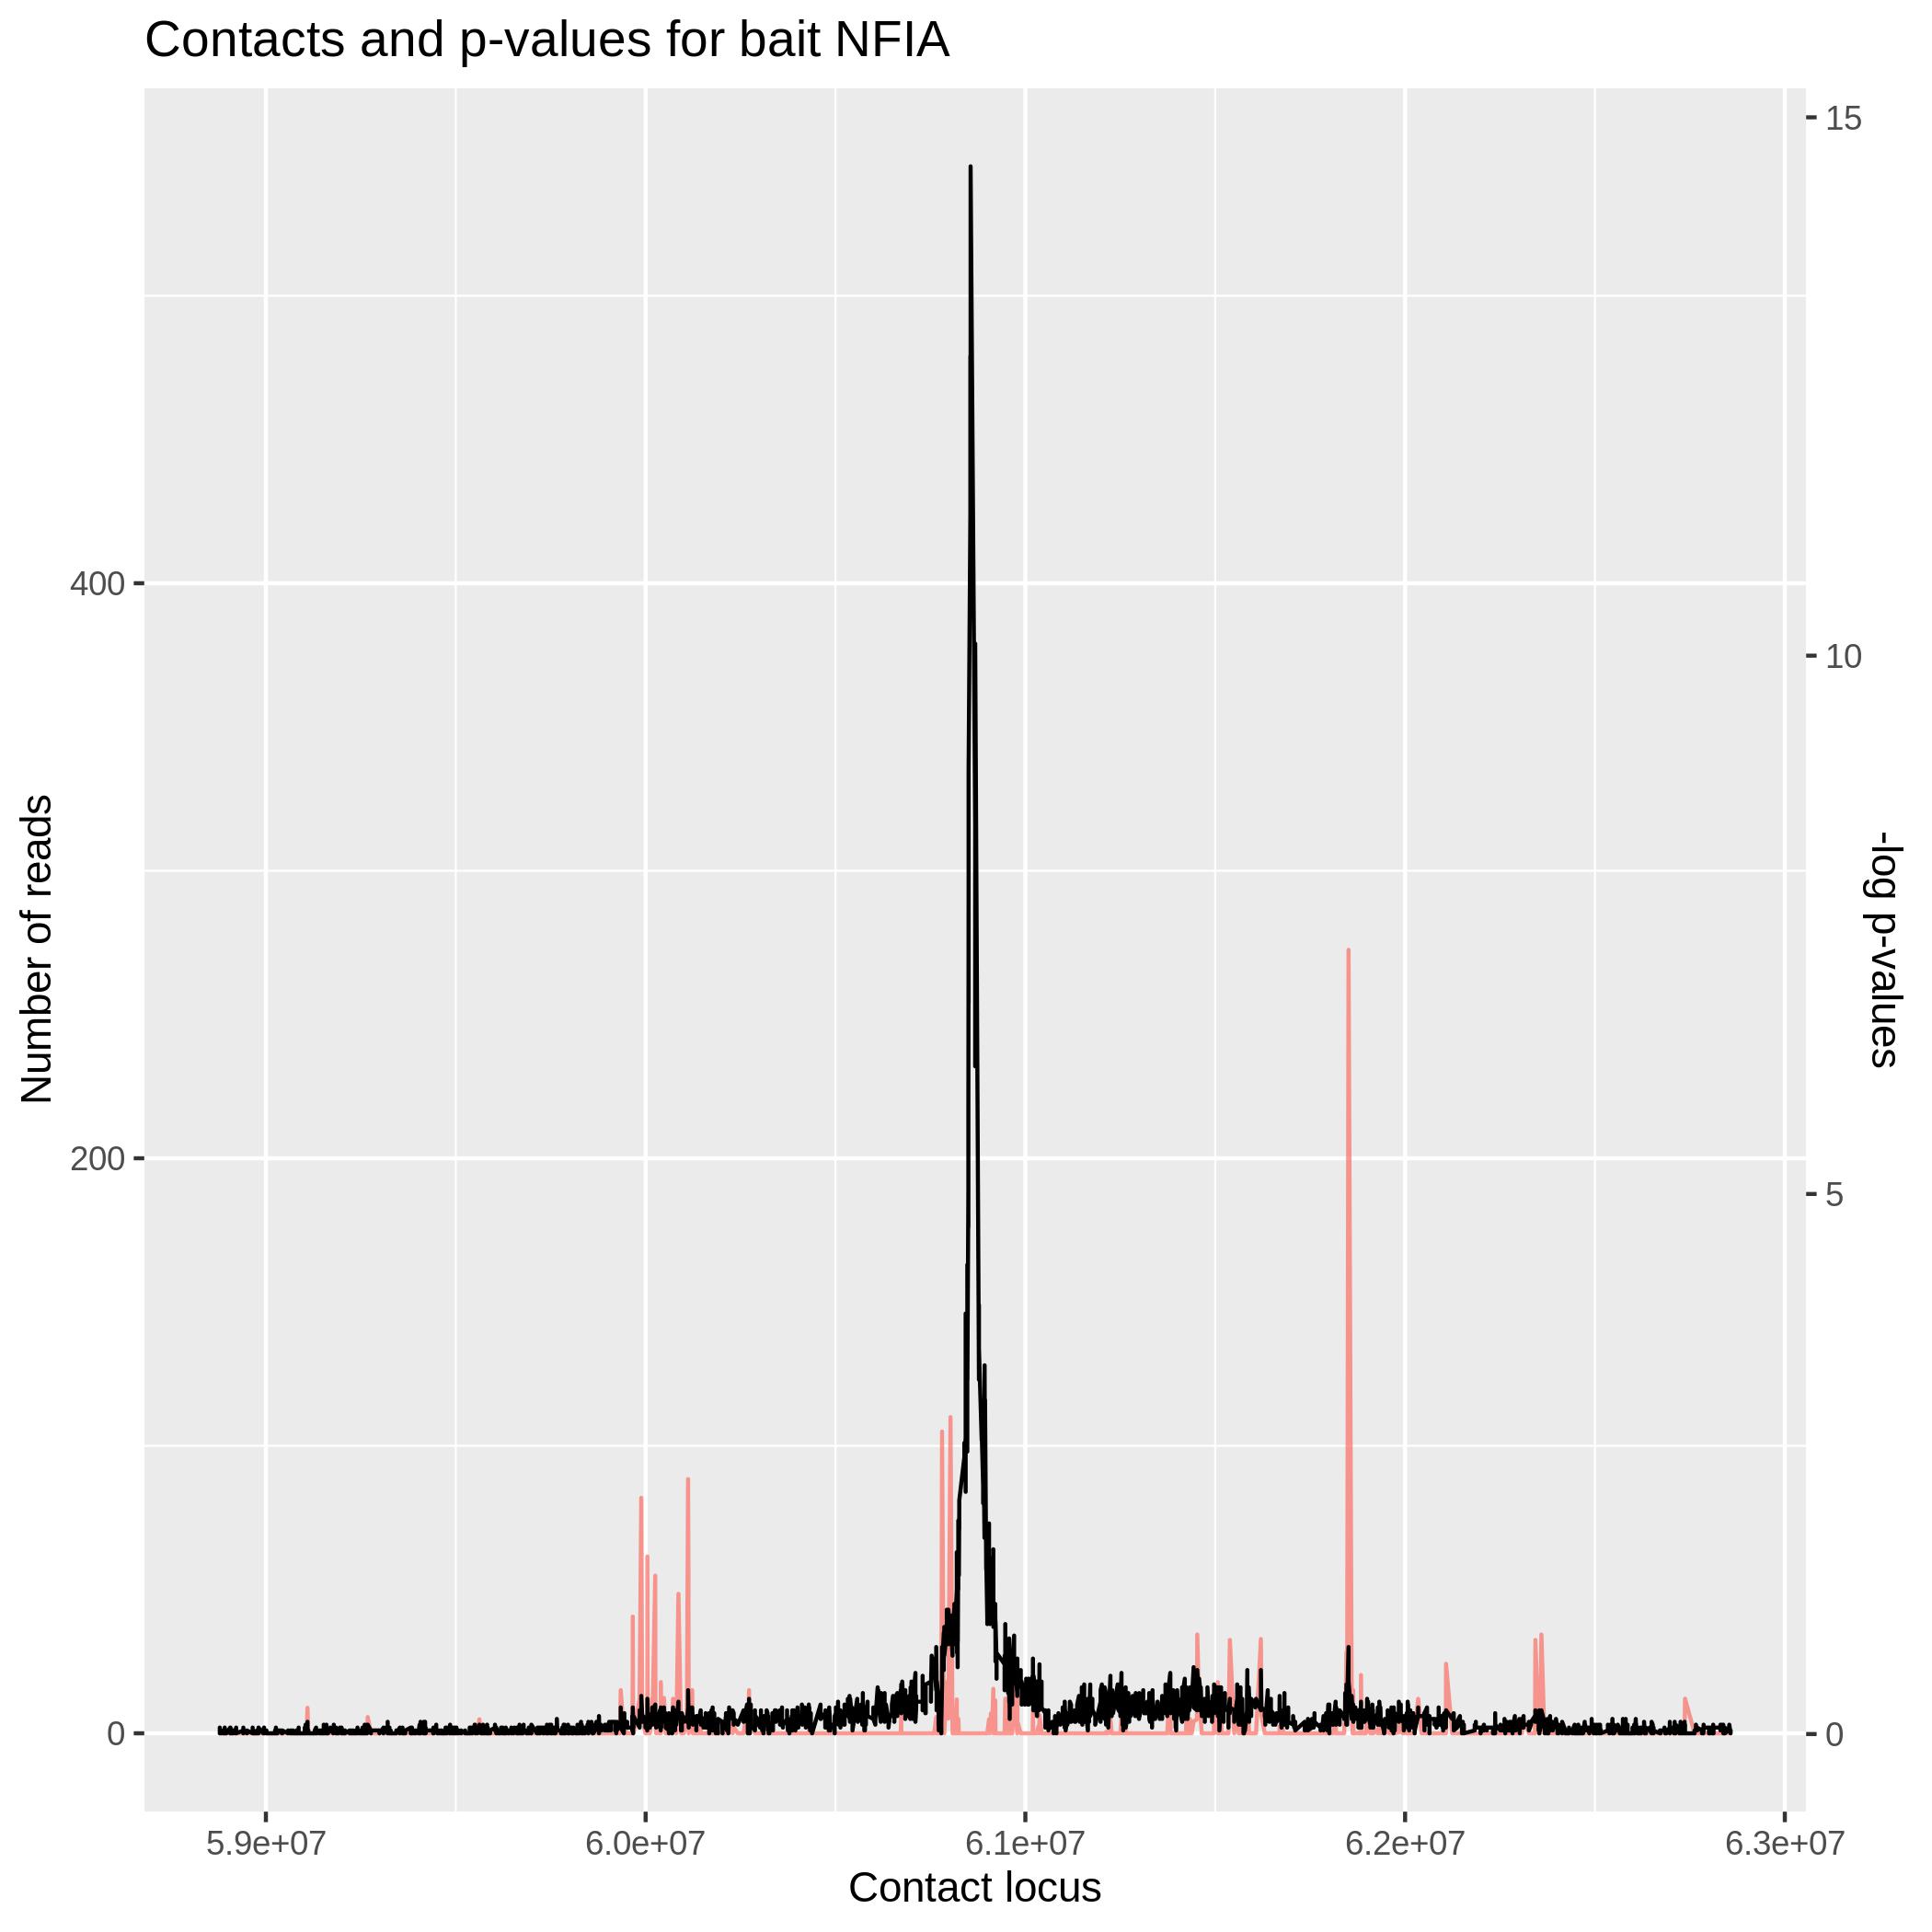 Contacts and p-values for bait NFIA
Number of reads
400
200
0
15
10
5
0
-log p-values
5.9e+07
6.0e+07
6.1e+07
6.2e+07
6.3e+07
Contact locus